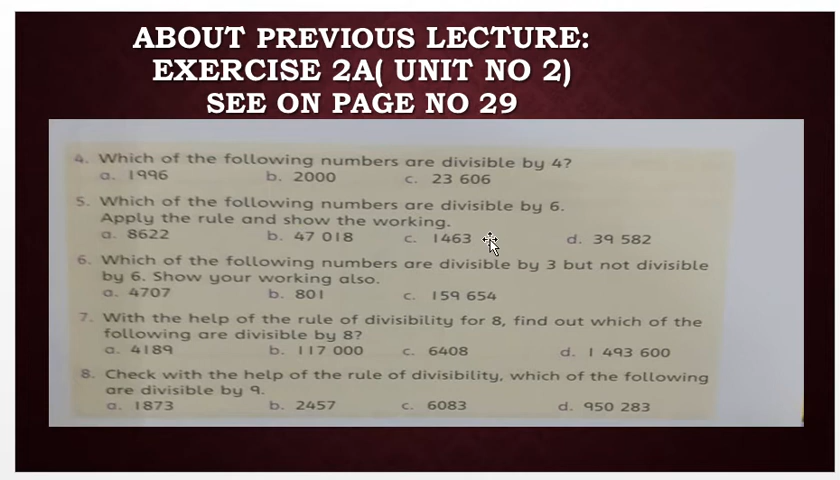 ABOUT PREVIOUS LECTURE:
EXERCISE 2A( UNIT NO 2)
SEE ON PAGE NO 29
4. Which of the following numbers are divisible by 4?
a. 1996 b. 2000 c. 23 606
5. Which of the following numbers are divisible by 6.
Apply the rule and show the working.
a. 8622 b. 47 018 c. 1463 d. 39 582
6. Which of the following numbers are divisible by 3 but not divisible
by 6. Show your working also.
a. 4707 b. 801 c. 159 654
7. With the help of the rule of divisibility for 8, find out which of the
following are divisible by 8?
a. 4189 b. 117 000 c. 6408 d. 1 493 600
8. Check with the help of the rule of divisibility, which of the following
are divisible by 9.
a. 1873 b. 2457 c. 6083 d. 950 283